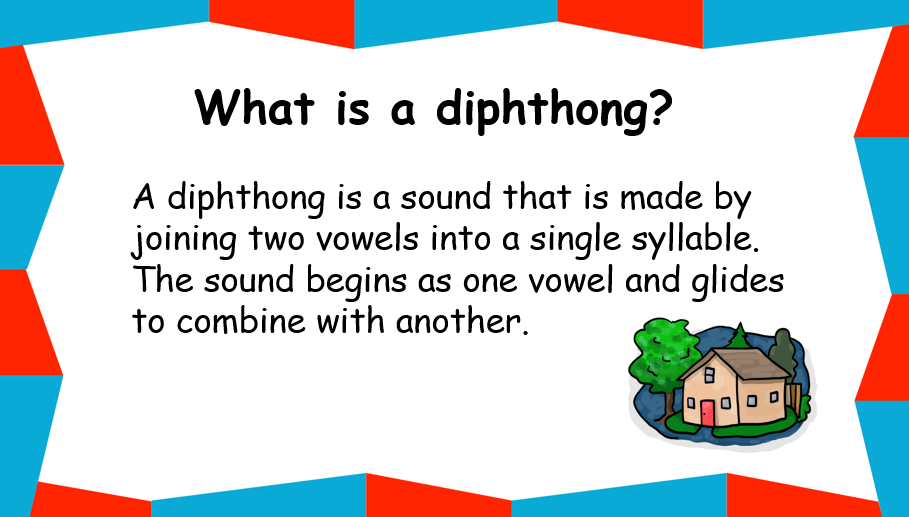 What is a diphthong?
A diphthong is a sound that is made by
joining two vowels into a single syllable.
The sound begins as one vowel and glides
to combine with another.